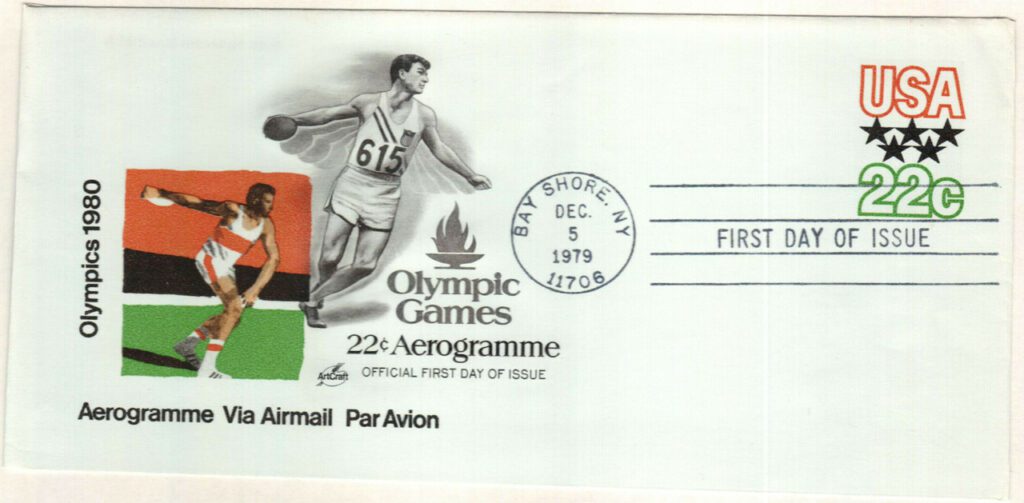 USA
22c
Olympics 1980
615
Olympic
Games
22¢ Aerogramme
ArtCraft
OFFICIAL FIRST DAY OF ISSUE
BAY SHORE, NY
DEC.
5
1979
11706
FIRST DAY OF ISSUE
Aerogramme Via Airmail Par Avion